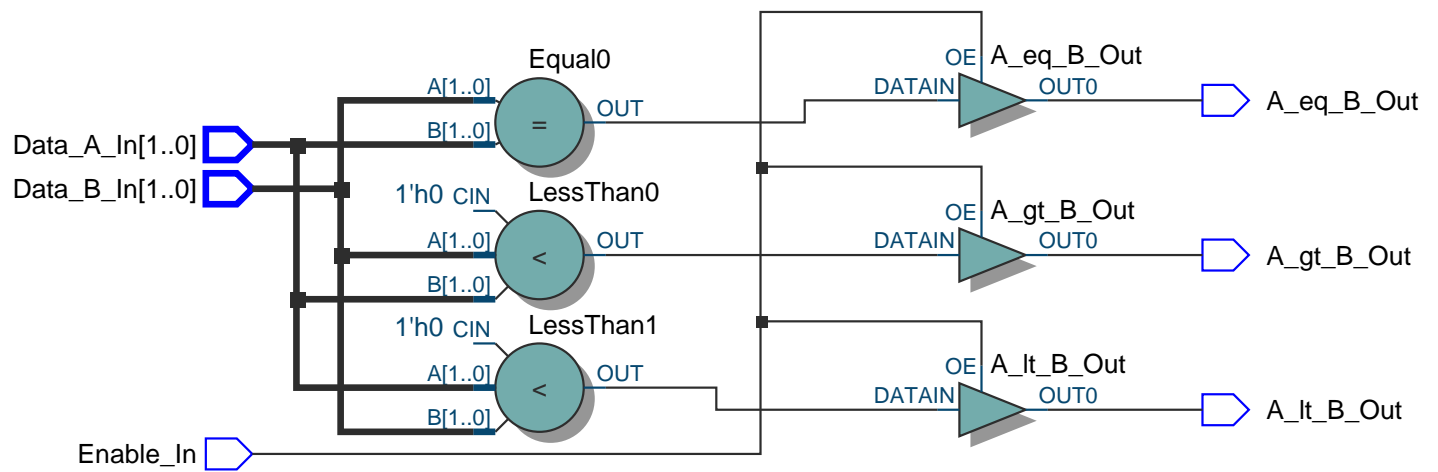 Data_A_In[1..0]
Data_B_In[1..0]
Enable_In
Equal0
A[1..0]
B[1..0]
=
OUT
LessThan0
1'h0 CIN
A[1..0]
B[1..0]
<
OUT
LessThan1
1'h0 CIN
A[1..0]
B[1..0]
<
OUT
A_eq_B_Out
OE
DATAIN
OUT0
A_eq_B_Out
A_gt_B_Out
OE
DATAIN
OUT0
A_gt_B_Out
A_lt_B_Out
OE
DATAIN
OUT0
A_lt_B_Out